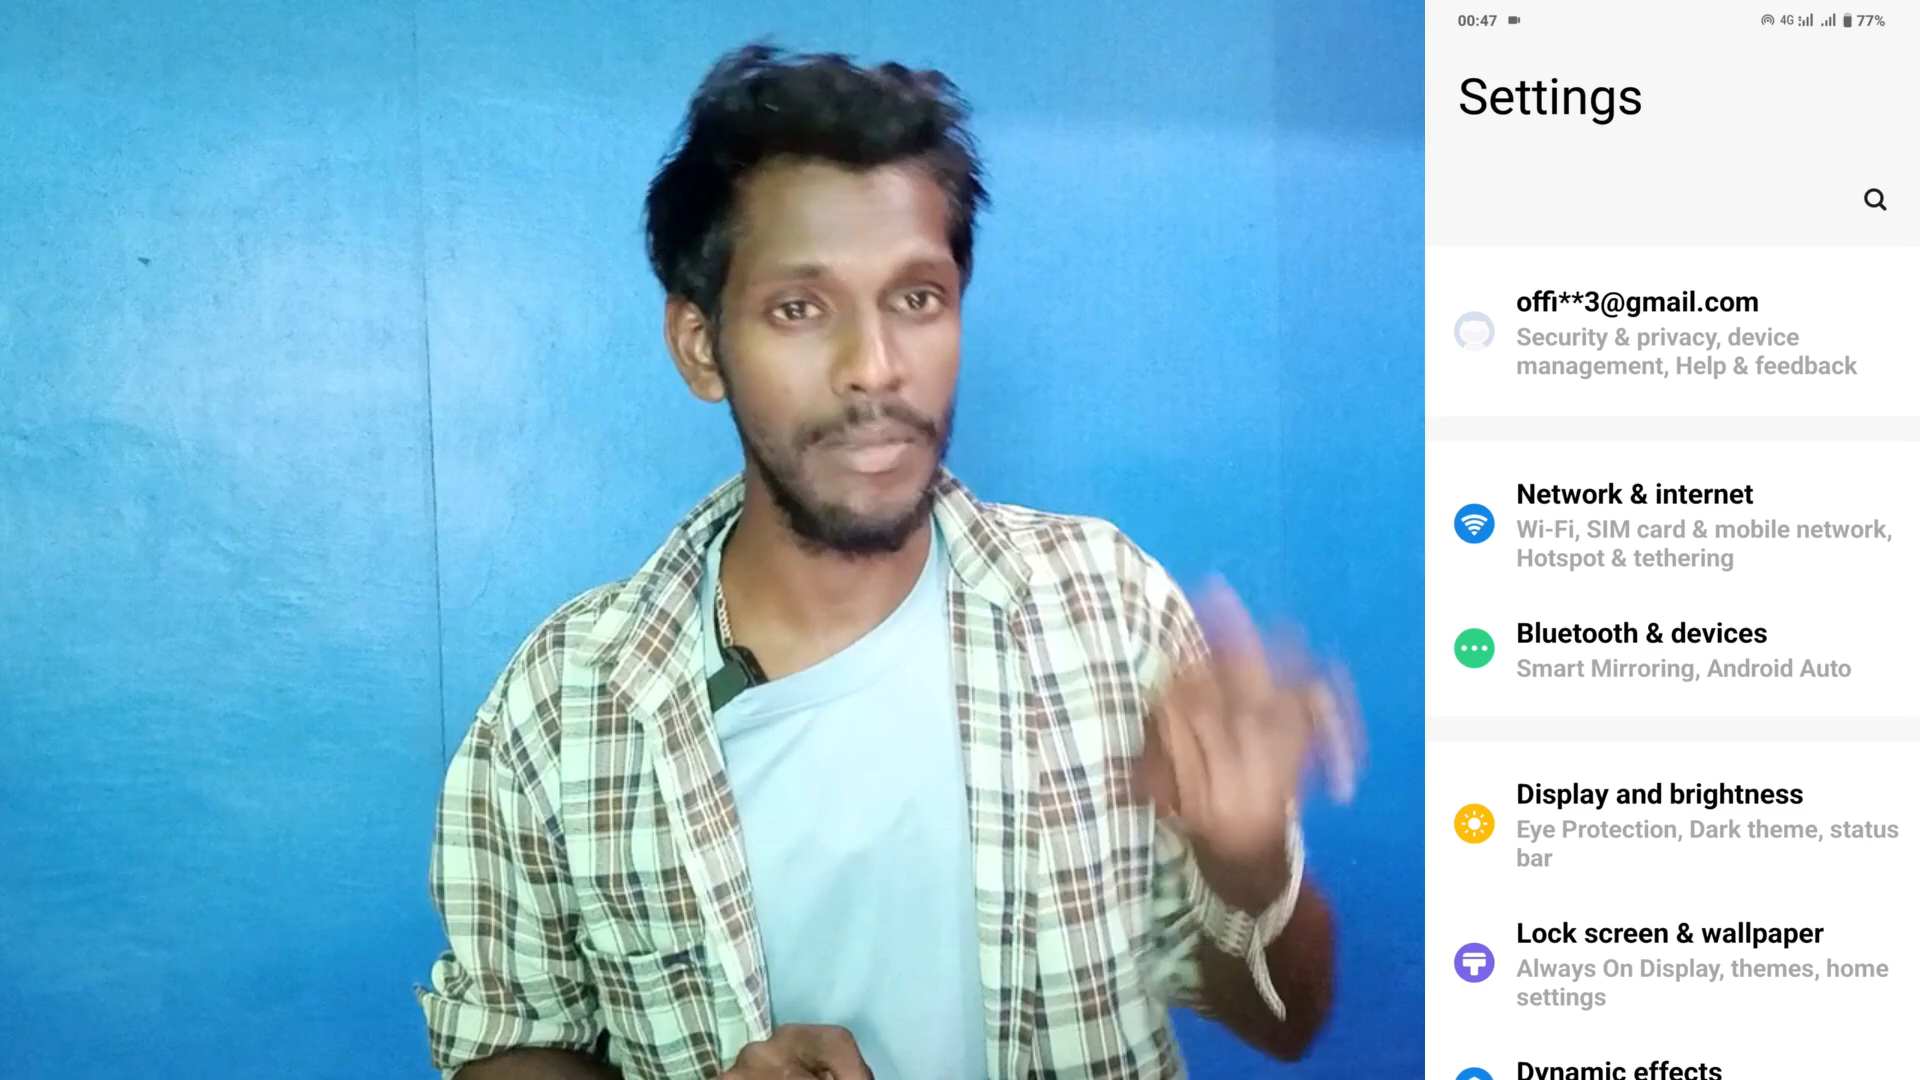 00:47
4G
77%
Settings
offi**3@gmail.com
Security & privacy, device
management, Help & feedback
Network & internet
Wi-Fi, SIM card & mobile network,
Hotspot & tethering
Bluetooth & devices
Smart Mirroring, Android Auto
Display and brightness
Eye Protection, Dark theme, status
bar
Lock screen & wallpaper
Always On Display, themes, home
settings
Dynamic effects